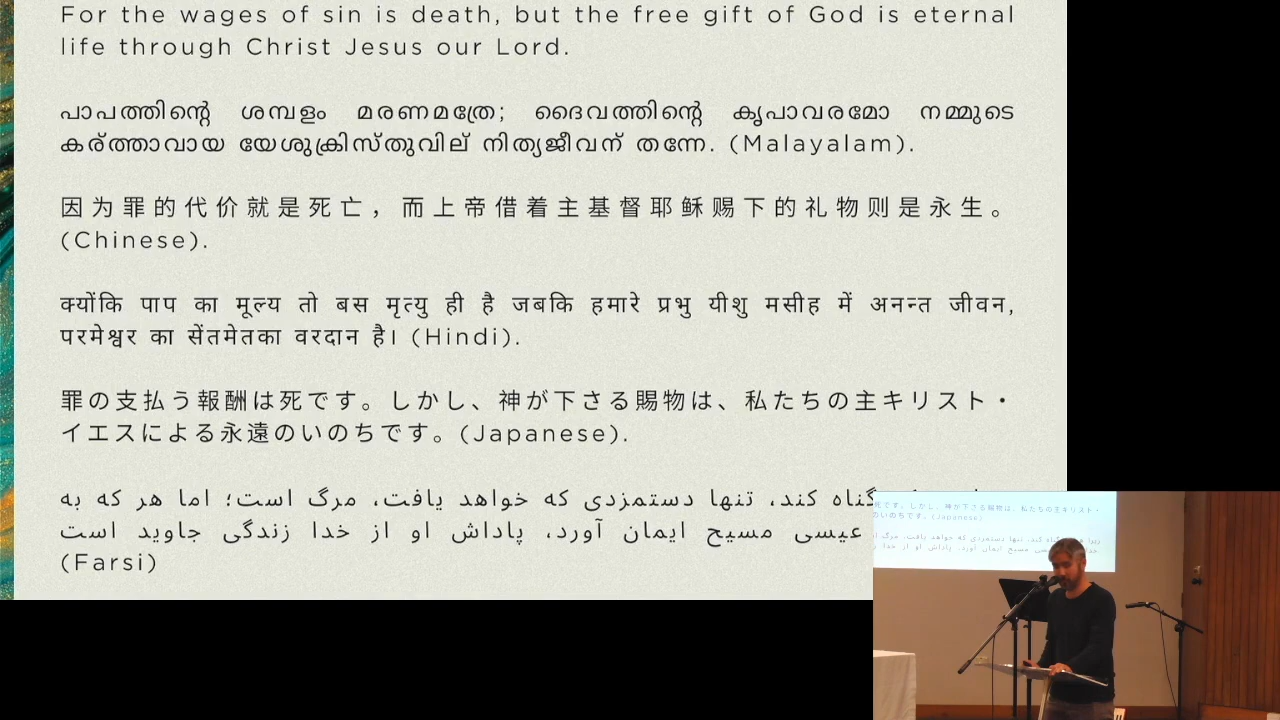 For the wages of sin is death, but the free gift of God is eternal
life through Christ Jesus our Lord.
പാപത്തിന്റെ ശമ്പളം മരണമത്രേ; ദൈവത്തിന്റെ കൃപാവരമോ നമ്മുടെ
കര്ത്താവായ യേശുക്രിസ്തുവില് നിത്യജീവന് തന്നേ. (Malayalam).
因为罪的代价就是死亡，而上帝借着主基督耶稣赐下的礼物则是永生。
(Chinese).
क्योंकि पाप का मूल्य तो बस मृत्यु ही है जबकि हमारे प्रभु यीशु मसीह में अनन्त जीवन,
परमेश्वर का सेंतमेतका वरदान है। (Hindi).
罪の支払う報酬は死です。しかし、神が下さる賜物は、私たちの主キリスト・
イエスによる永遠のいのちです。(Japanese).
گناه کند، تنها دستمزدی که خواهد یافت، مرگ است؛ اما هر که به
عیسی مسیح ایمان آورد، پاداش او از خدا زندگی جاوید است
(Farsi)